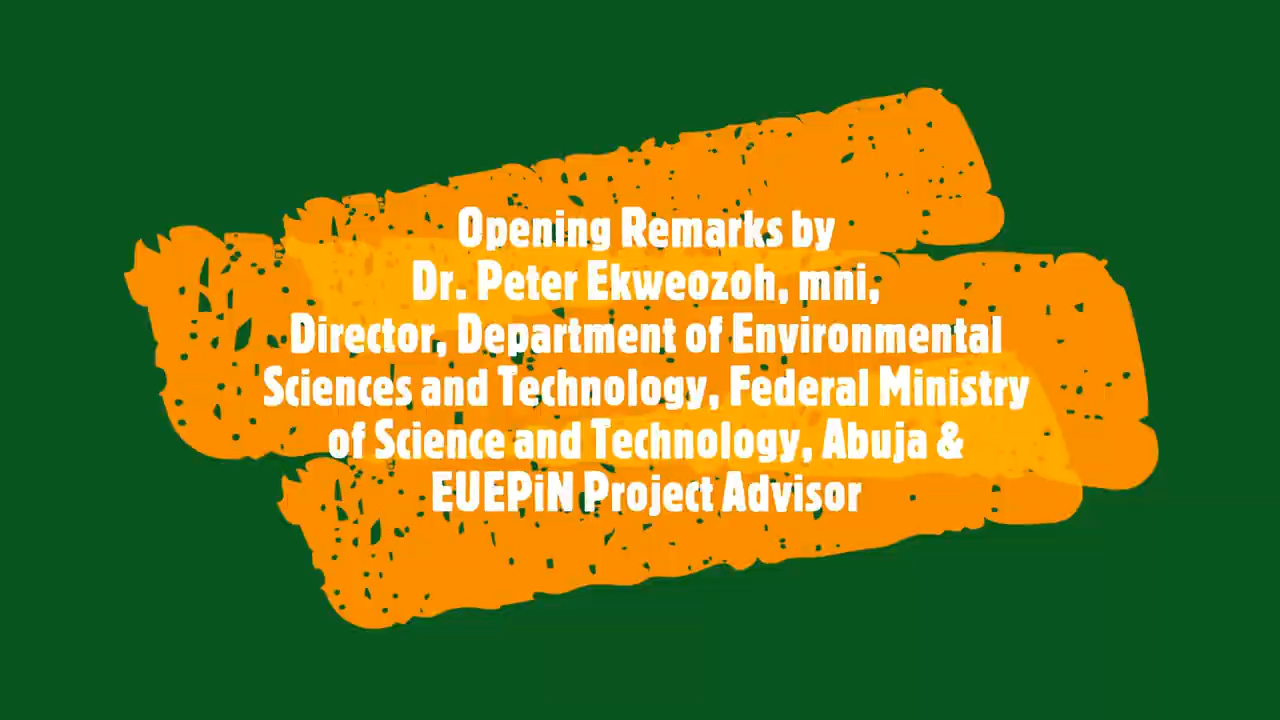 Opening Remarks by
Dr. Peter Ekweozoh, mni,
Director, Department of Environmental
Sciences and Technology, Federal Ministry
of Science and Technology, Abuja &
EUEPiN Project Advisor